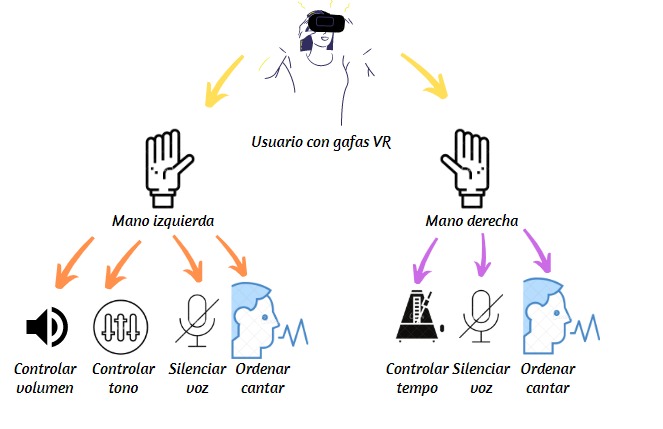 Usuario con gafas VR
Mano izquierda
Mano derecha
Controlar volumen
Controlar tono
Silenciar voz
Ordenar cantar
Controlar tempo
Silenciar voz
Ordenar cantar